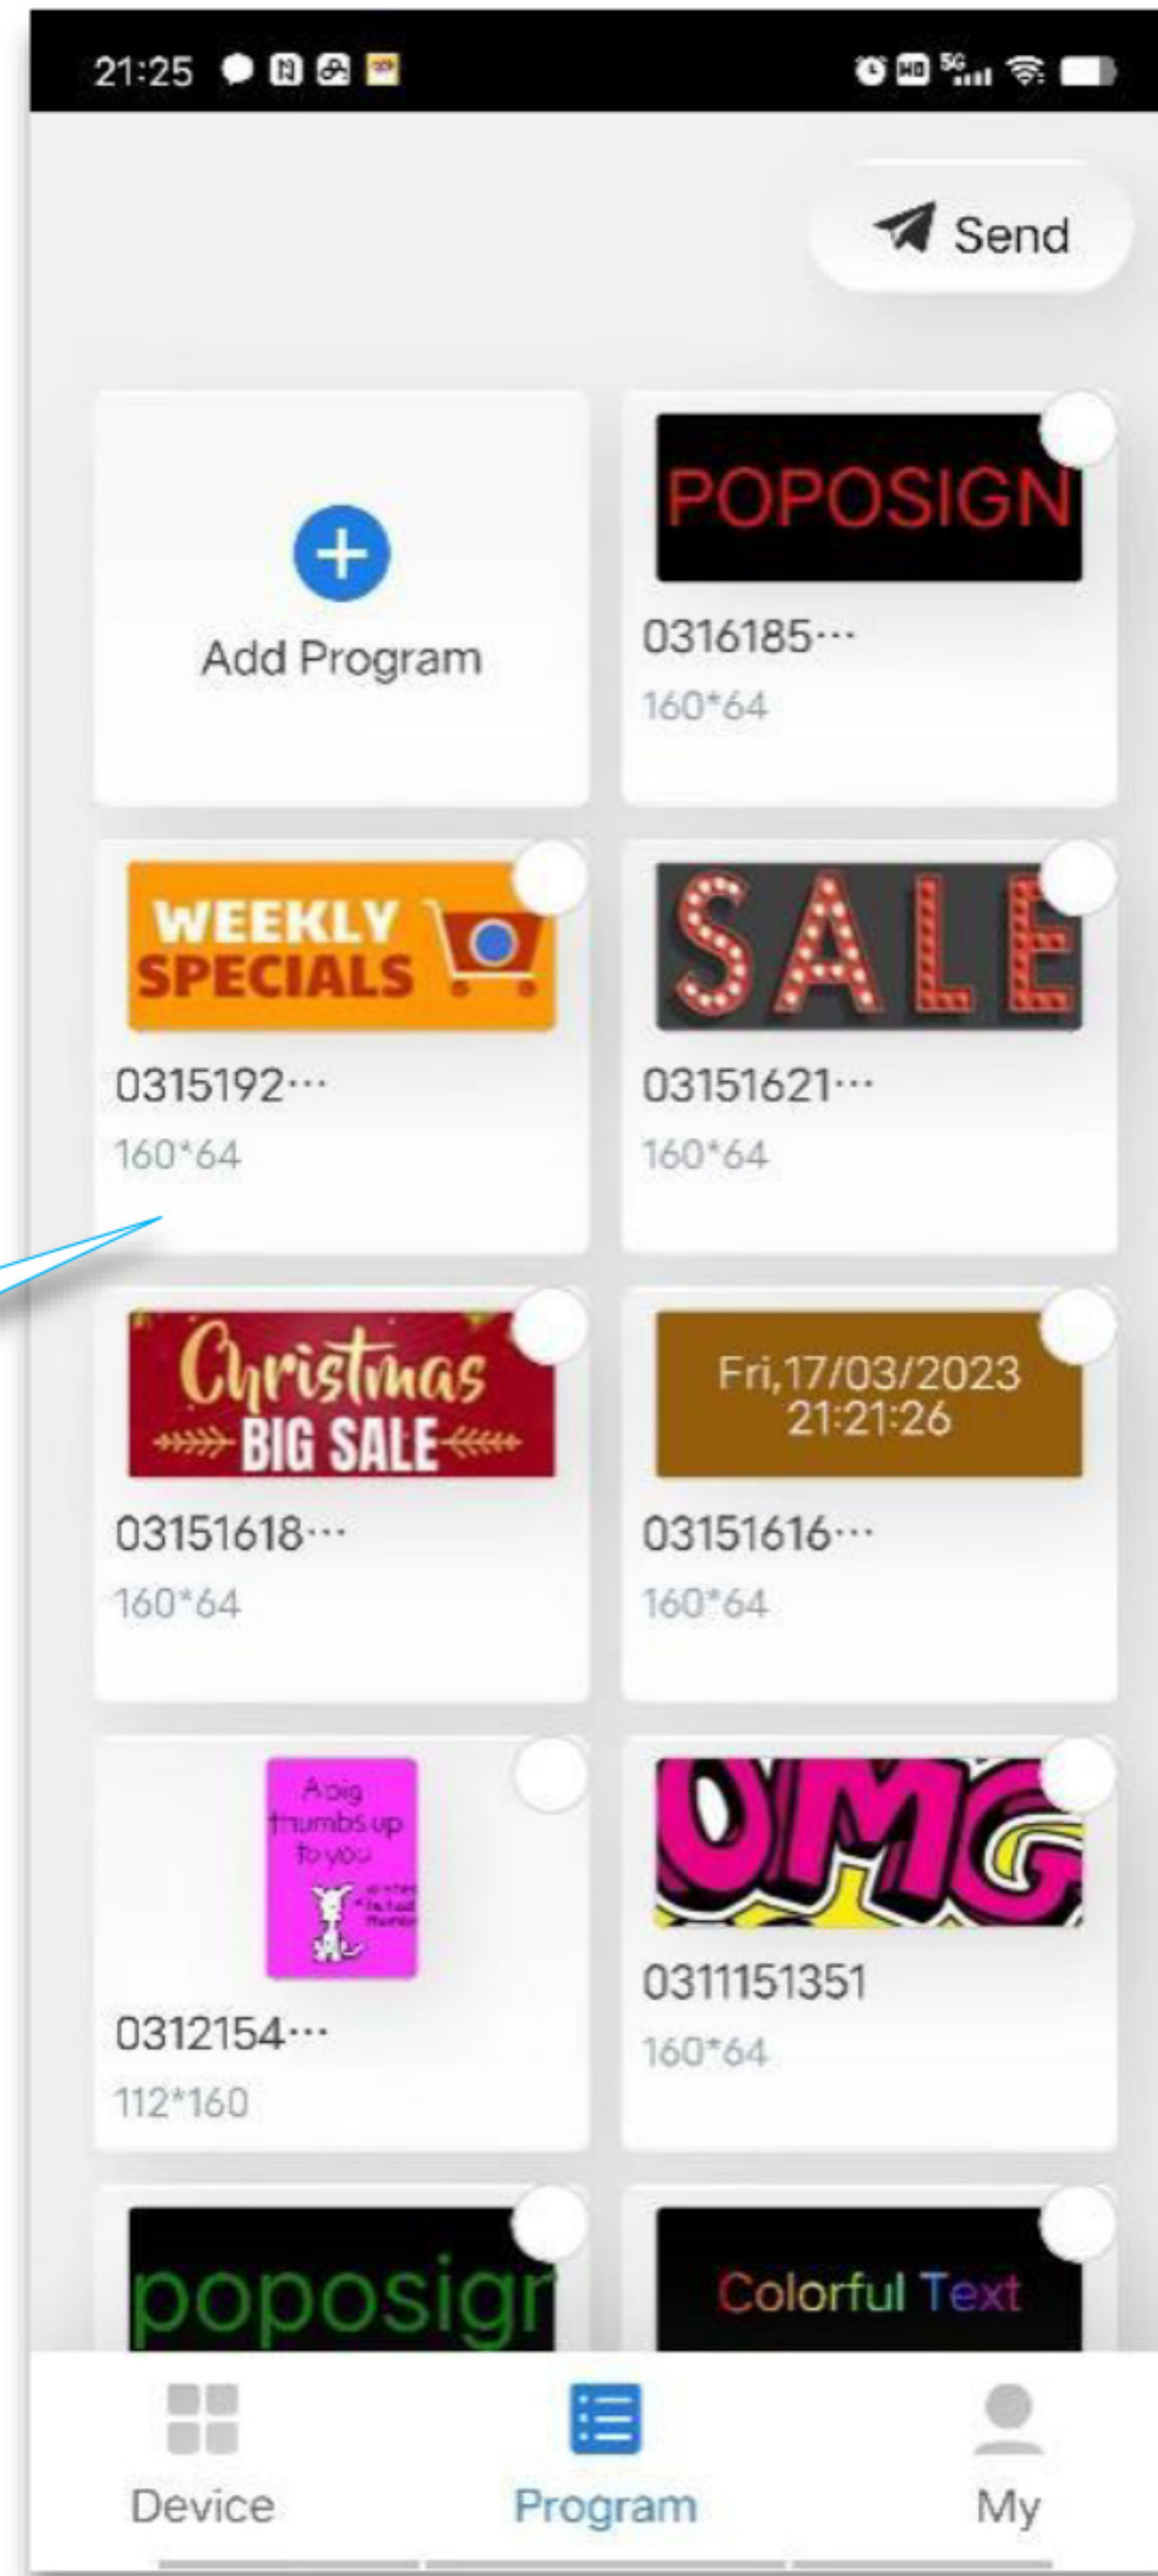 21:25
5G
Send
Add Program
POPOSIGN
0316185···
160*64
WEEKLY
SPECIALS
0315192···
160*64
SALE
03151621···
160*64
Christmas
BIG SALE
03151618···
160*64
Fri,17/03/2023
21:21:26
03151616···
160*64
A big
thumbs up
to you
0312154···
112*160
OMG
0311151351
160*64
poposign
Colorful Text
Device
Program
My